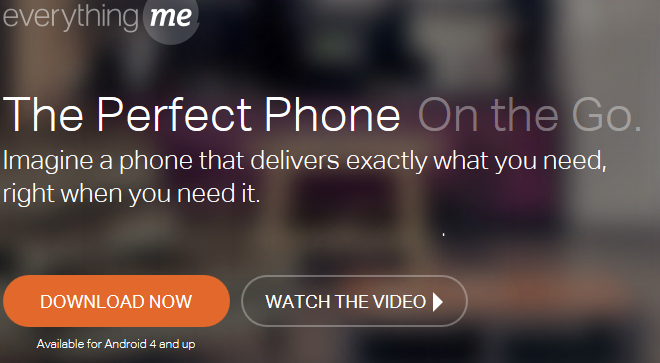 everything me
The Perfect Phone On the Go.
Imagine a phone that delivers exactly what you need,
right when you need it.
DOWNLOAD NOW
WATCH THE VIDEO
Available for Android 4 and up